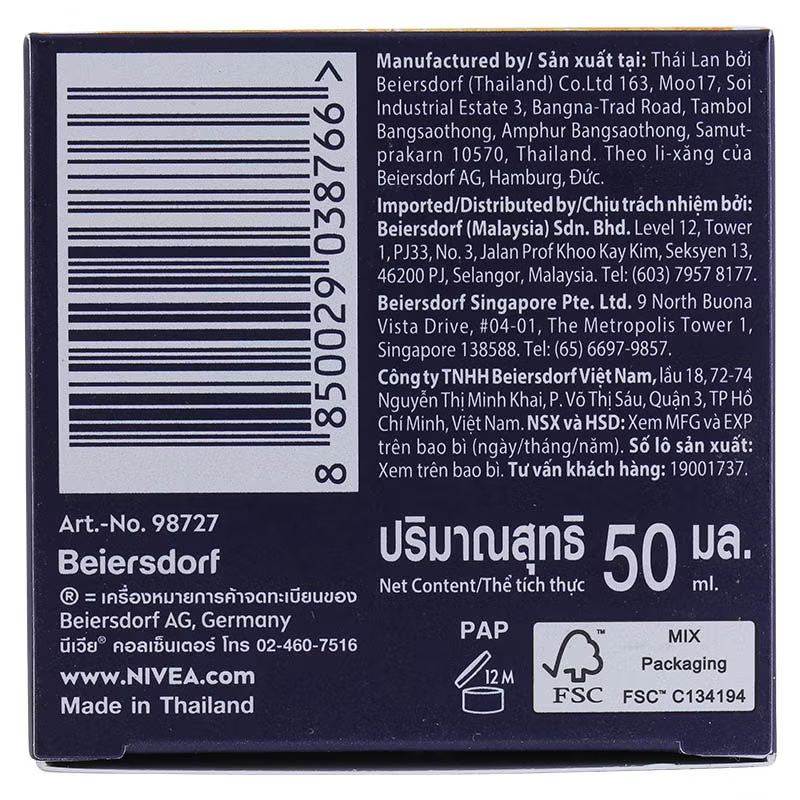 8 850029 038766 >
Manufactured by/ Sản xuất tại: Thái Lan bởi
Beiersdorf (Thailand) Co.Ltd 163, Moo17, Soi
Industrial Estate 3, Bangna-Trad Road, Tambol
Bangsaothong, Amphur Bangsaothong, Samut-
prakarn 10570, Thailand. Theo li-xăng của
Beiersdorf AG, Hamburg, Đức.
Imported/Distributed by/Chịu trách nhiệm bởi:
Beiersdorf (Malaysia) Sdn. Bhd. Level 12, Tower
1, PJ33, No. 3, Jalan Prof Khoo Kay Kim, Seksyen 13,
46200 PJ, Selangor, Malaysia. Tel: (603) 7957 8177.
Beiersdorf Singapore Pte. Ltd. 9 North Buona
Vista Drive, #04-01, The Metropolis Tower 1,
Singapore 138588. Tel: (65) 6697-9857.
Công ty TNHH Beiersdorf Việt Nam, lầu 18, 72-74
Nguyễn Thị Minh Khai, P. Võ Thị Sáu, Quận 3, TP Hồ
Chí Minh, Việt Nam. NSX và HSD: Xem MFG và EXP
trên bao bì (ngày/tháng/năm). Số lô sản xuất:
Xem trên bao bì. Tư vấn khách hàng: 19001737.
Art.-No. 98727
Beiersdorf
® = เครื่องหมายการค้าจดทะเบียนของ
Beiersdorf AG, Germany
นีเวีย® คอลเซ็นเตอร์ โทร 02-460-7516
www.NIVEA.com
Made in Thailand
ปริมาณสุทธิ 50 มล.
Net Content/Thể tích thực ml.
PAP
12 M
FSC™
MIX
Packaging
FSC™ C134194